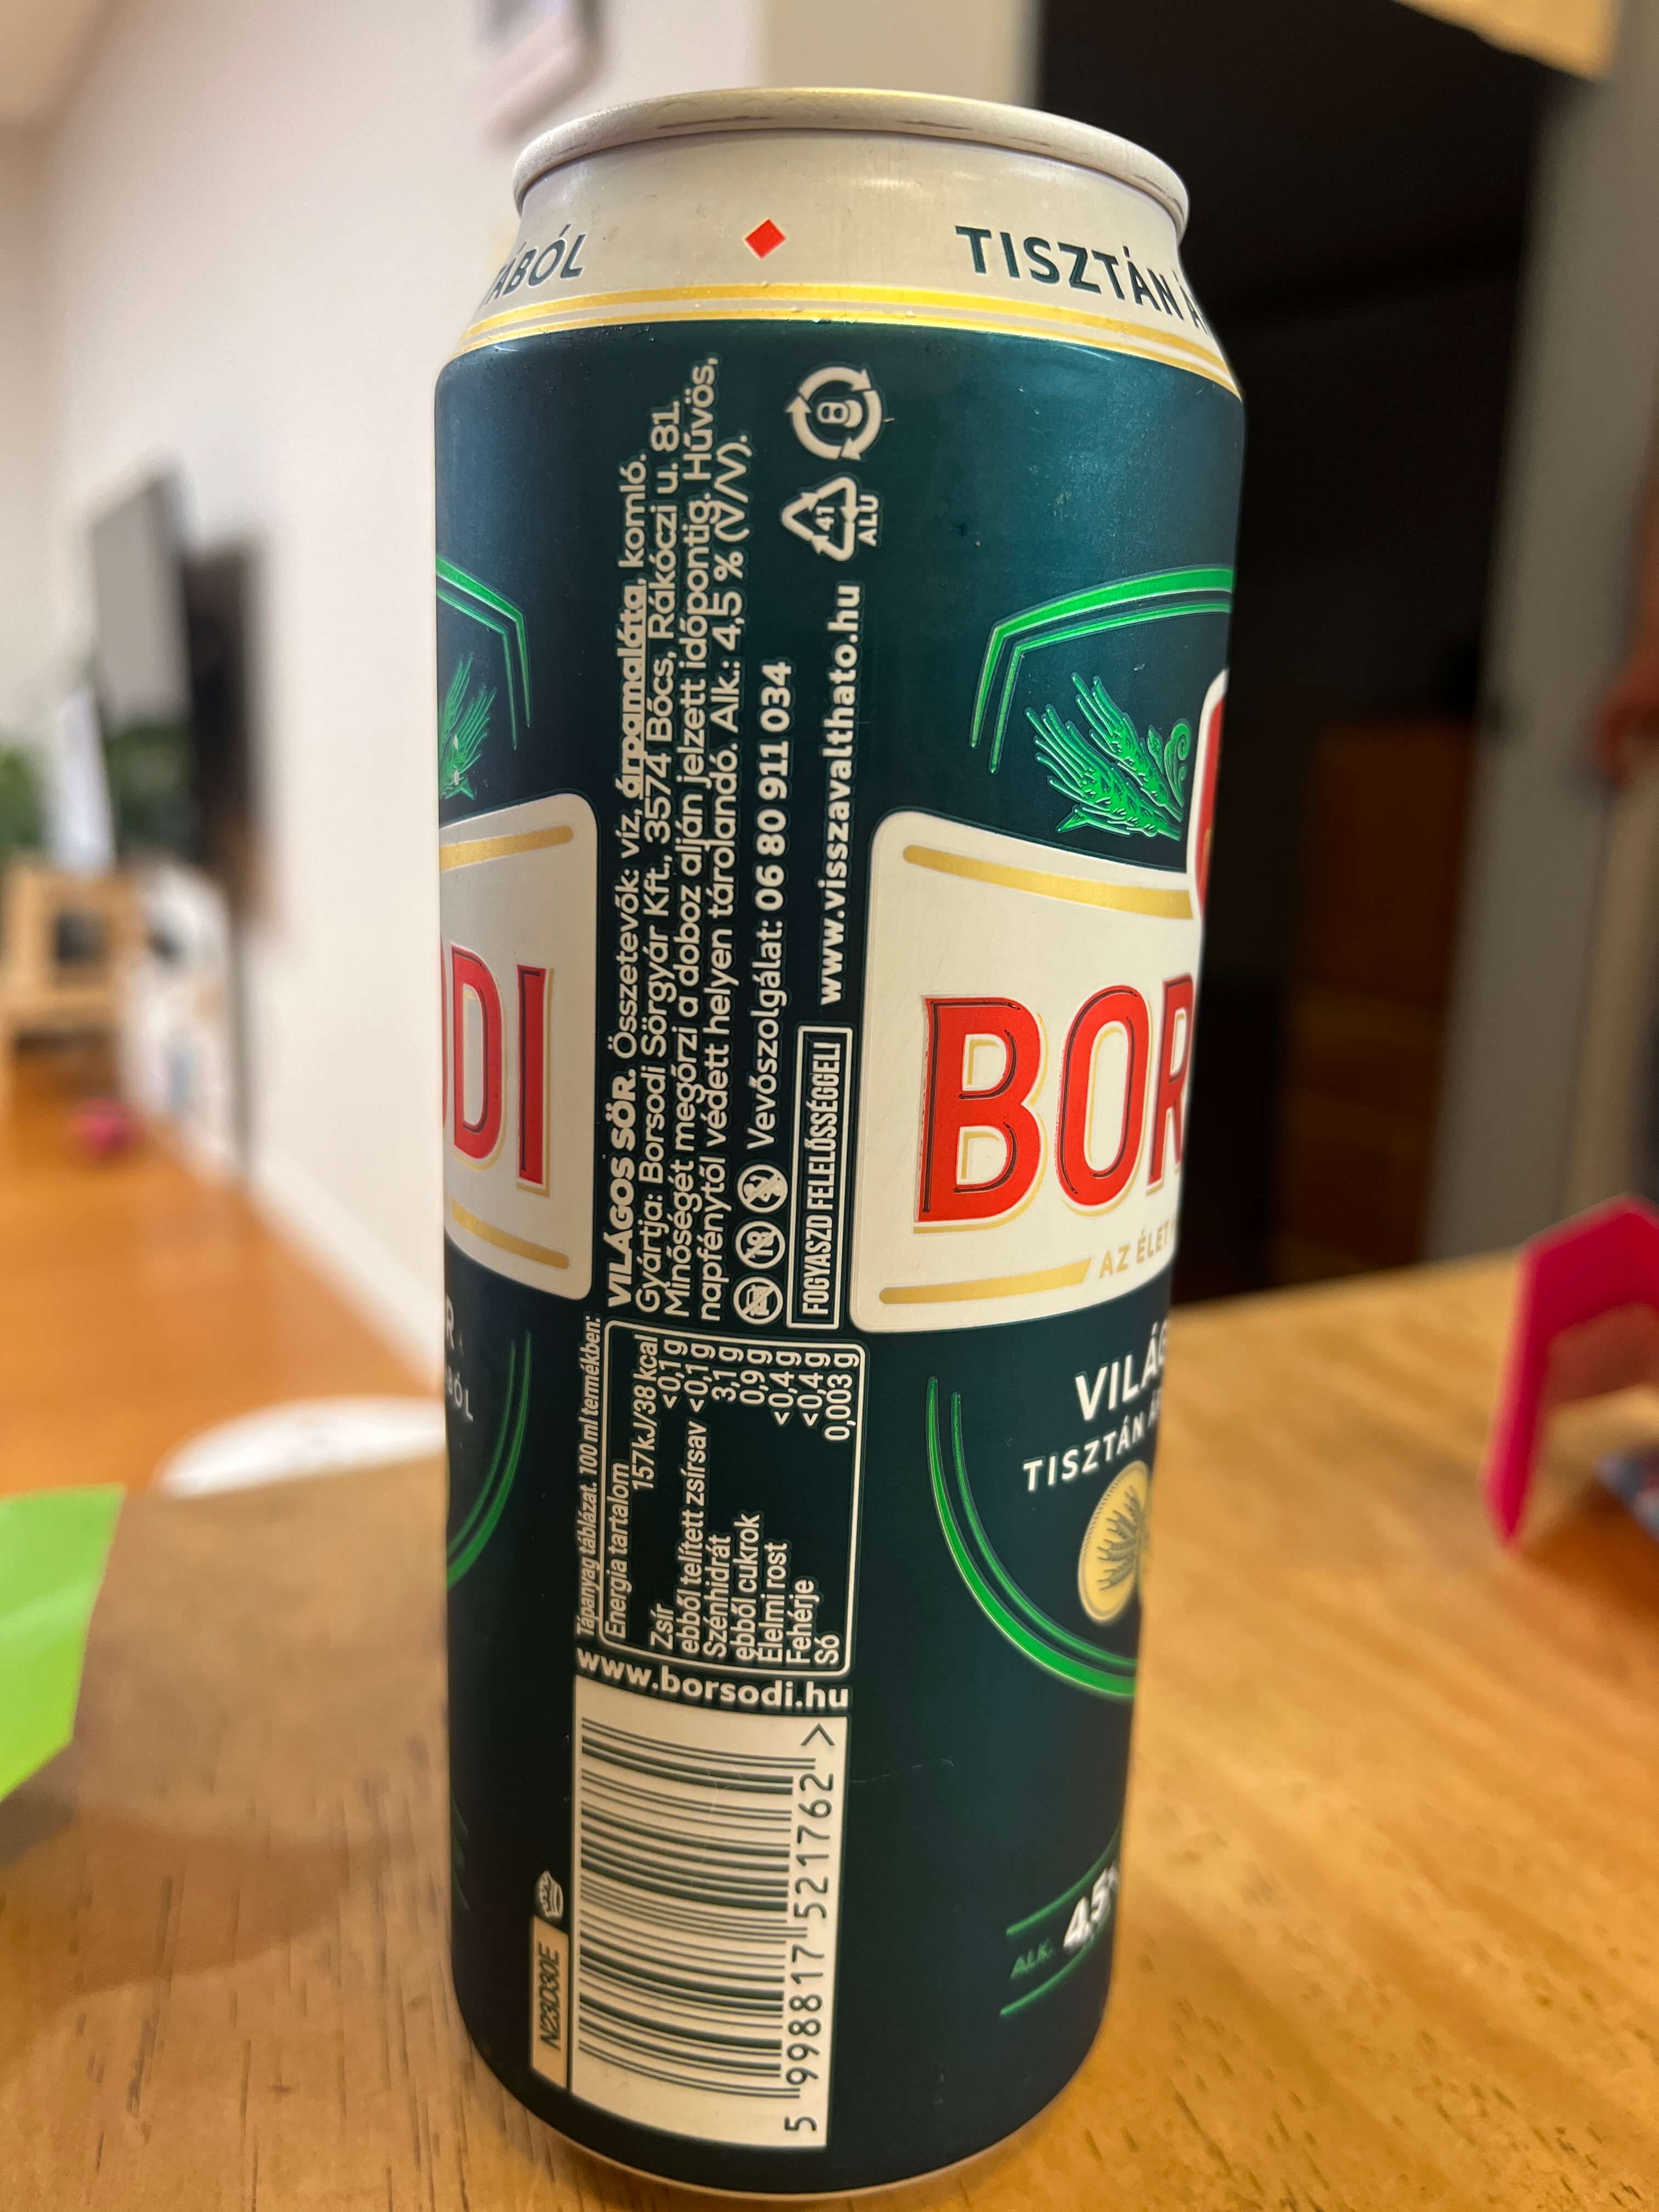 TISZTÁN
VILÁGOS SÖR. Összetevők: víz, árpamaláta, komló.
Gyártja: Borsodi Sörgyár Kft., 3574 Bőcs, Rákóczi u. 81.
Minőségét megőrzi a doboz alján jelzett időpontig. Hűvös,
napfénytől védett helyen tárolandó. Alk.: 4,5 % (V/V).
18 Vevőszolgálat: 06 80 911 034
FOGYASZD FELELŐSSÉGGEL!
www.visszavalthato.hu
41
ALU
8
Tápanyag táblázat. 100 ml termékben:
Energia tartalom
157kJ/38 kcal
Zsír <0,1 g
ebből telített zsírsav <0,1 g
Szénhidrát 3,1 g
ebből cukrok 0,9 g
Élelmi rost <0,4 g
Fehérje <0,4 g
Só 0,003 g
www.borsodi.hu
5 998817 521762 >
N23D30E
ODI
BOR
AZ ÉLET
VILÁG
TISZTÁN
ALK. 4,5%